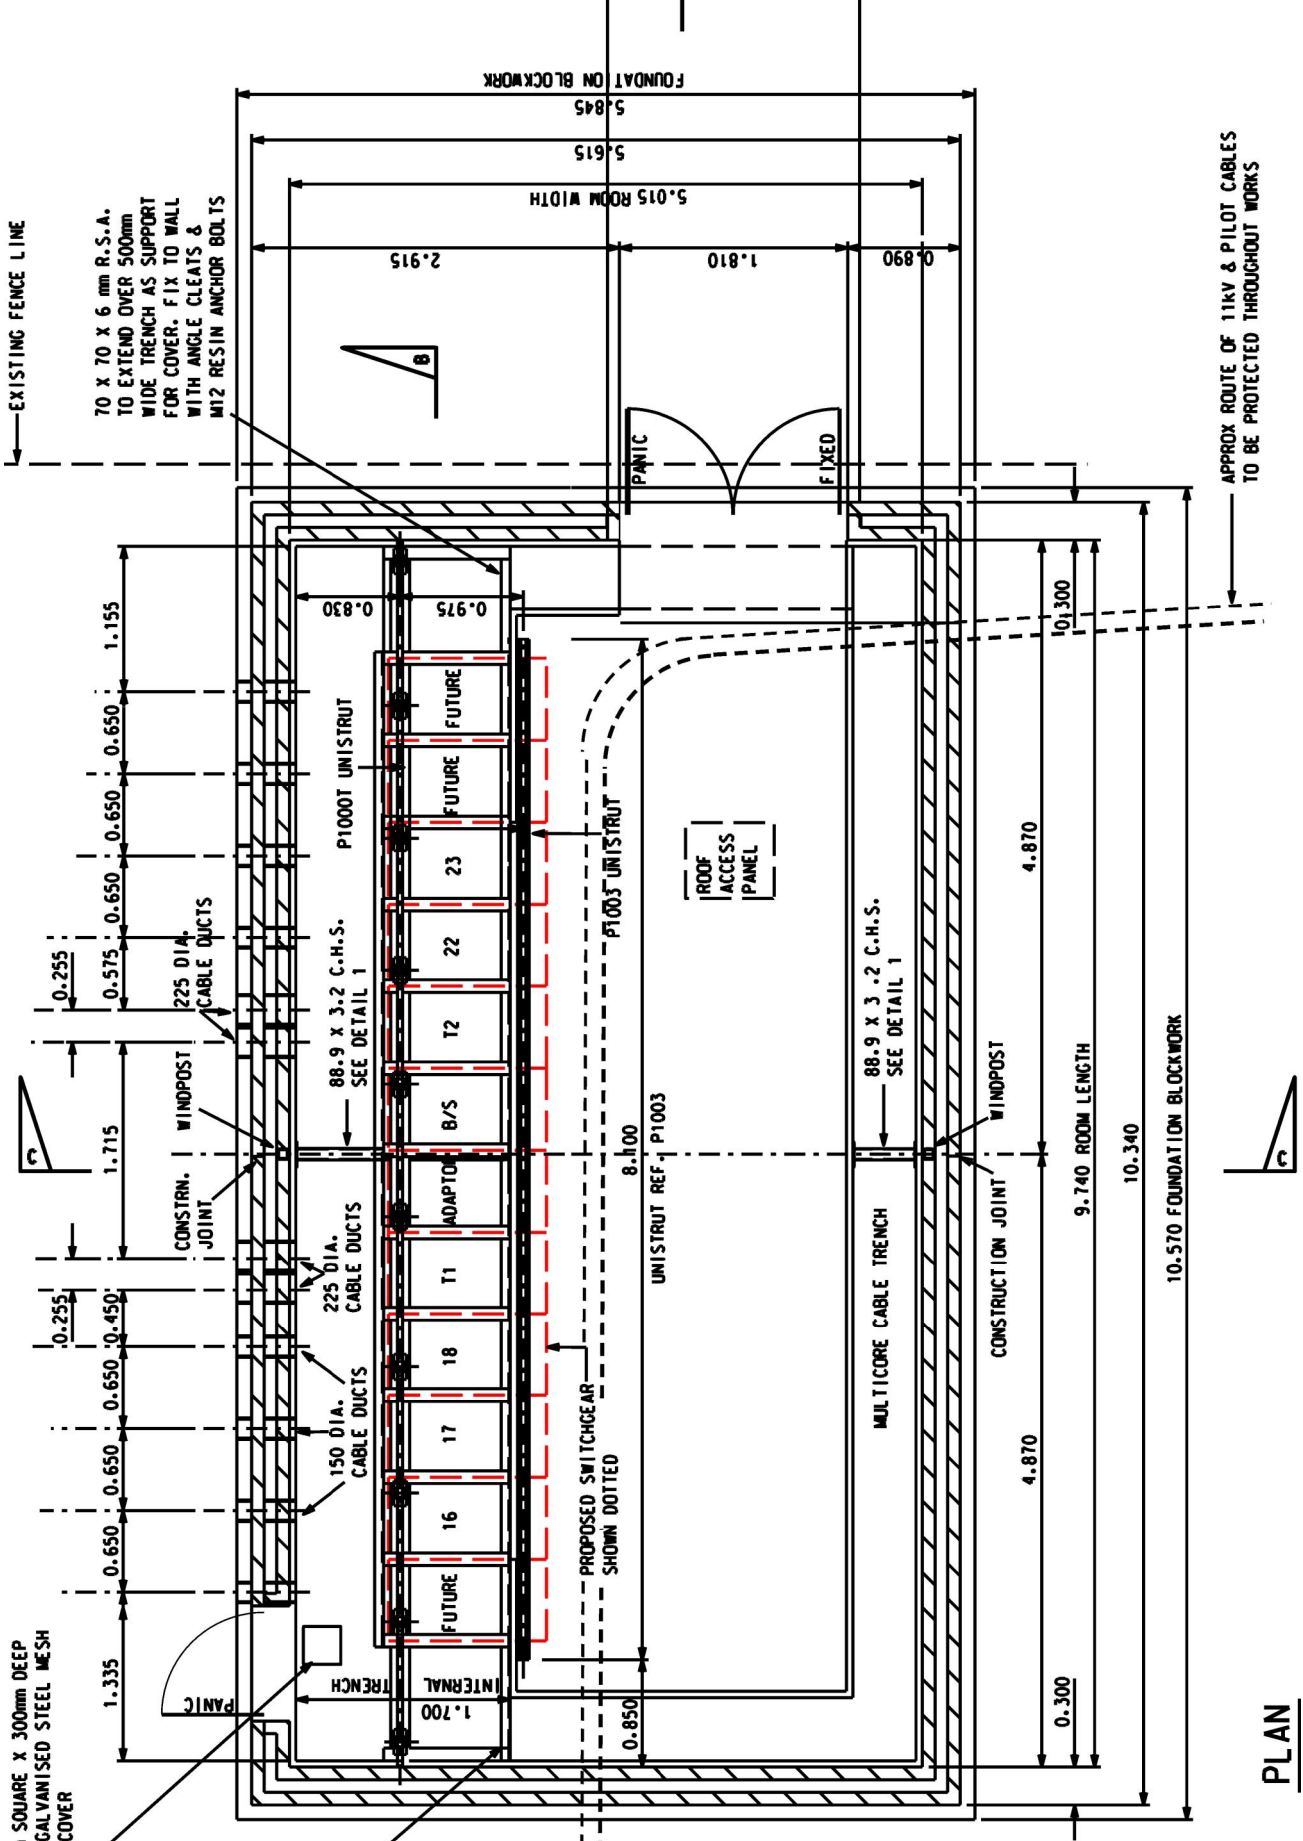 EXISTING FENCE LINE
70 X 70 X 6 mm R.S.A.
TO EXTEND OVER 500mm
WIDE TRENCH AS SUPPORT
FOR COVER. FIX TO WALL
WITH ANGLE CLEATS &
M12 RESIN ANCHOR BOLTS
FOUNDATION BLOCKWORK
5.845
5.615
5.015 ROOM WIDTH
2.915
1.810
0.890
B
PANIC
FIXED
APPROX ROUTE OF 11kV & PILOT CABLES
TO BE PROTECTED THROUGHOUT WORKS
1.155
0.650
0.650
0.650
0.575
0.255
225 DIA.
CABLE DUCTS
WINDPOST
C
1.715
CONSTRN.
JOINT
0.255
0.450
0.650
0.650
0.650
1.335
SQUARE X 300mm DEEP
GALVANISED STEEL MESH
COVER
PANIC
225 DIA.
CABLE DUCTS
150 DIA.
CABLE DUCTS
88.9 X 3.2 C.H.S.
SEE DETAIL 1
P1000T UNISTRUT
0.830
0.975
FUTURE
16
17
18
T1
ADAPTOR
B/S
T2
22
23
FUTURE
FUTURE
INTERNAL
TRENCH
1.700
PROPOSED SWITCHGEAR
SHOWN DOTTED
P1003 UNISTRUT
0.850
8.100
UNISTRUT REF. P1003
ROOF
ACCESS
PANEL
88.9 X 3 .2 C.H.S.
SEE DETAIL 1
MULTICORE CABLE TRENCH
WINDPOST
CONSTRUCTION JOINT
0.300
4.870
4.870
0.300
9.740 ROOM LENGTH
10.340
10.570 FOUNDATION BLOCKWORK
C
PLAN